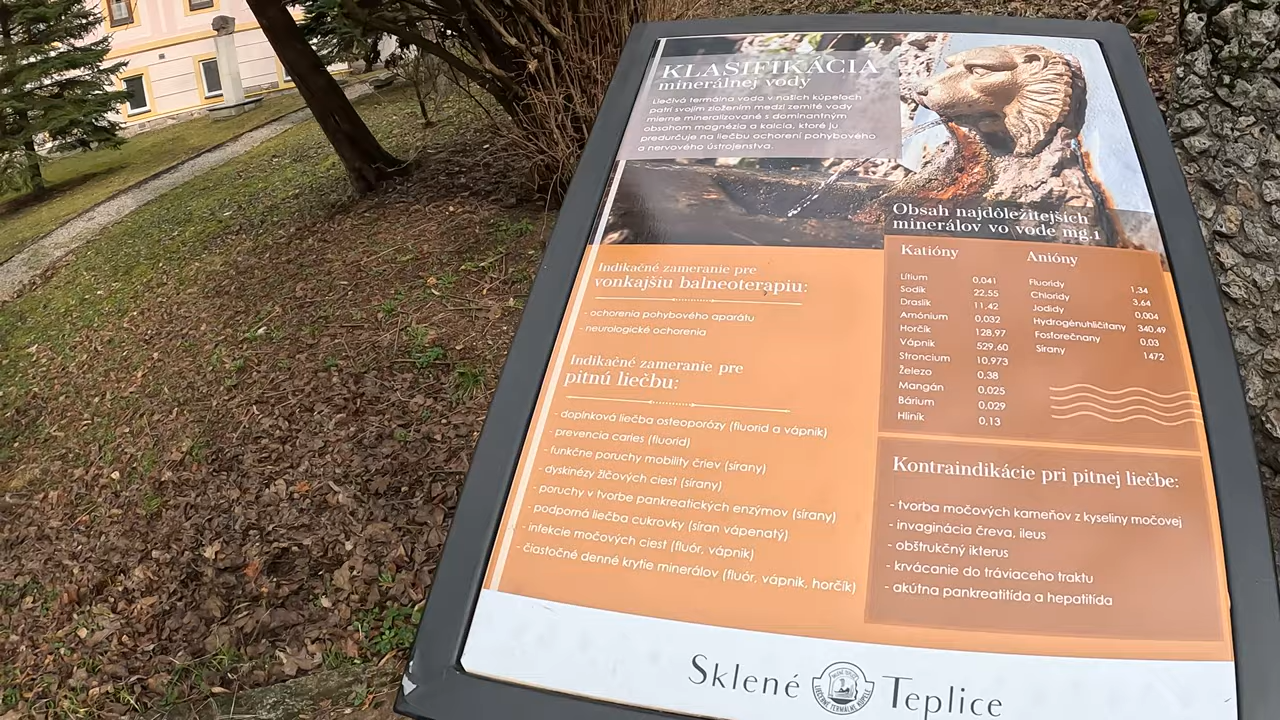 KLASIFIKÁCIA
minerálnej vody
Liečivá termálna voda v našich kúpeľoch
patrí svojim zložením medzi zemité vody
mierne mineralizované s dominantným
obsahom magnézia a kalcia, ktoré ju
predurčuje na liečbu ochorení pohybového
a nervového ústrojenstva.
Indikačné zameranie pre
vonkajšiu balneoterapiu:
- ochorenia pohybového aparátu
- neurologické ochorenia
Indikačné zameranie pre
pitnú liečbu:
- doplnková liečba osteoporózy (fluorid a vápnik)
- prevencia caries (fluorid)
- funkčne poruchy mobility čriev (sírany)
- dyskinézy žlčových ciest (sírany)
- poruchy v tvorbe pankreatických enzýmov (sírany)
- podporná liečba cukrovky (síran vápenatý)
- infekcie močových ciest (fluór, vápnik)
- čiastočné denné krytie minerálov (fluór, vápnik, horčík)
Obsah najdôležitejších
minerálov vo vode mg.1
Katióny
Lítium 0,041
Sodík 22,55
Draslík 11,42
Amónium 0,032
Horčík 128,97
Vápnik 529,60
Stroncium 10,973
Železo 0,38
Mangán 0,025
Bárium 0,029
Hliník 0,13
Anióny
Fluoridy 1,34
Chloridy 3,64
Jodidy 0,004
Hydrogénuhličitany 340,49
Fosforečnany 0,03
Sírany 1472
Kontraindikácie pri pitnej liečbe:
- tvorba močových kameňov z kyseliny močovej
- invaginácia čreva, ileus
- obštrukčný ikterus
- krvácanie do tráviaceho traktu
- akútna pankreatitída a hepatitída
Sklené Teplice